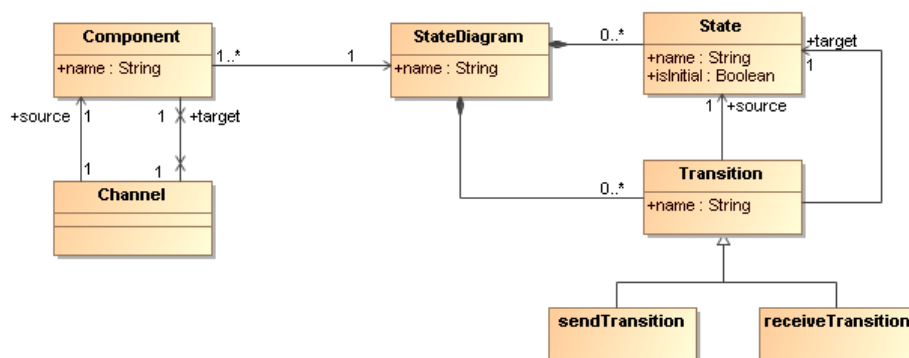 Component
+name : String
1..*
1
StateDiagram
+name : String
0..*
State
+name : String
+isInitial : Boolean
+target
1
+source
1
1
+target
1
+source
1
1
Channel
0..*
Transition
+name : String
sendTransition
receiveTransition